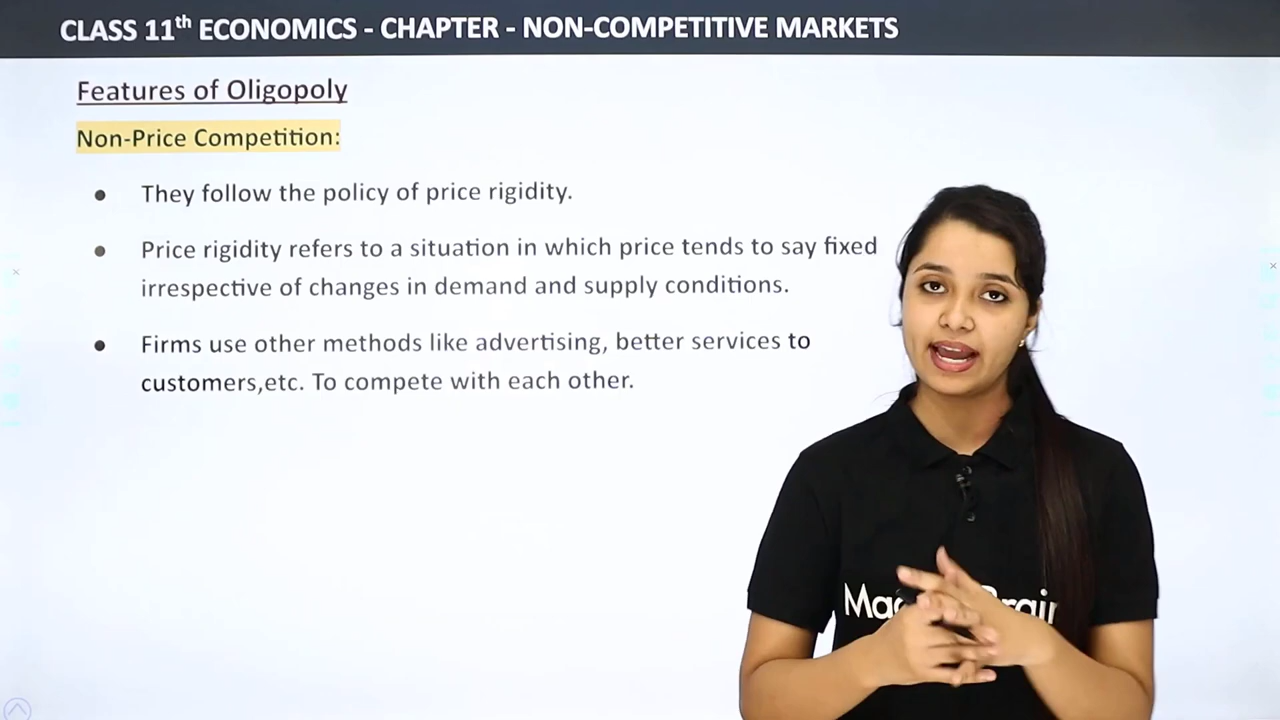 CLASS 11th ECONOMICS - CHAPTER - NON-COMPETITIVE MARKETS
Features of Oligopoly
Non-Price Competition:
• They follow the policy of price rigidity.
• Price rigidity refers to a situation in which price tends to say fixed
irrespective of changes in demand and supply conditions.
• Firms use other methods like advertising, better services to
customers,etc. To compete with each other.